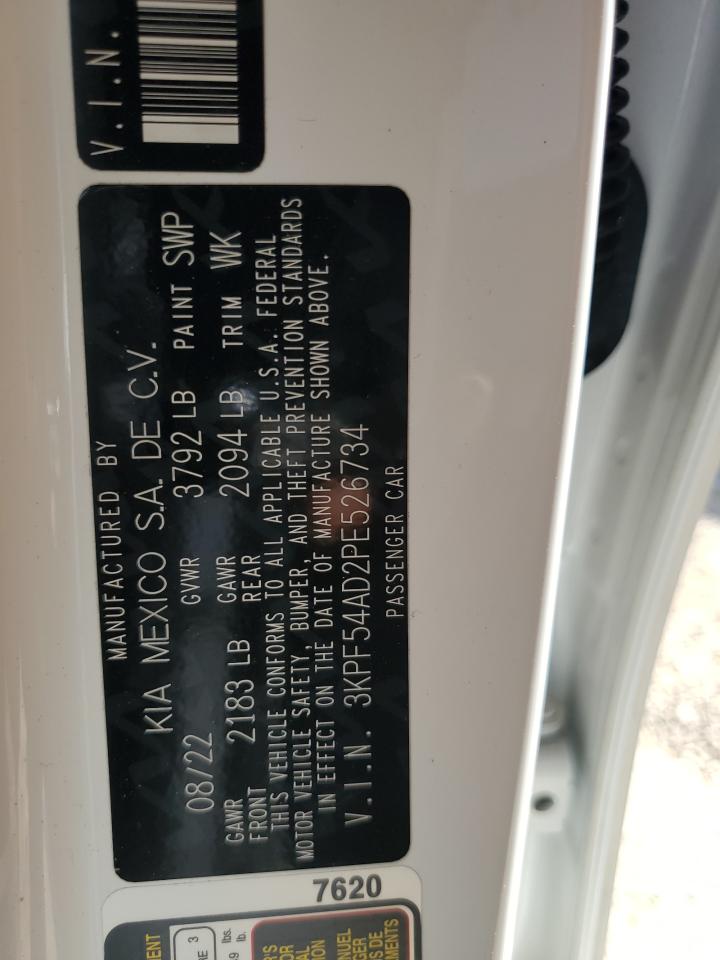 V.I.N.
MANUFACTURED BY
KIA MEXICO S.A. DE C.V.
08/22 GVWR 3792 LB PAINT SWP
GAWR FRONT 2183 LB GAWR REAR 2094 LB TRIM WK
THIS VEHICLE CONFORMS TO ALL APPLICABLE U.S.A. FEDERAL
MOTOR VEHICLE SAFETY, BUMPER, AND THEFT PREVENTION STANDARDS
IN EFFECT ON THE DATE OF MANUFACTURE SHOWN ABOVE.
V.I.N. 3KPF54AD2PE526734
PASSENGER CAR
7620